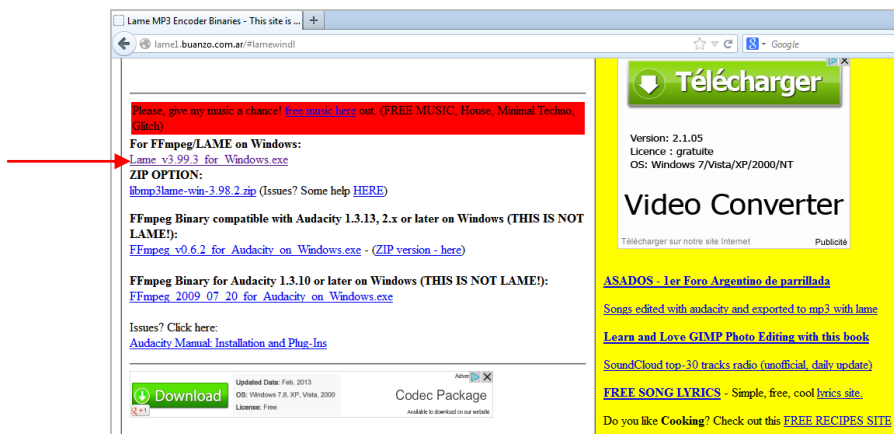 Lame MP3 Encoder Binaries - This site is ...
lame1.buanzo.com.ar/#lamewindl
Google
Please, give my music a chance! free music here out. (FREE MUSIC, House, Minimal Techno,
Glitch)
For FFmpeg/LAME on Windows:
Lame_v3.99.3_for_Windows.exe
ZIP OPTION:
libmp3lame-win-3.98.2.zip (Issues? Some help HERE)
FFmpeg Binary compatible with Audacity 1.3.13, 2.x or later on Windows (THIS IS NOT
LAME!):
FFmpeg_v0.6.2_for_Audacity_on_Windows.exe - (ZIP version - here)
FFmpeg Binary for Audacity 1.3.10 or later on Windows (THIS IS NOT LAME!):
FFmpeg_2009_07_20_for_Audacity_on_Windows.exe
Issues? Click here:
Audacity Manual: Installation and Plug-Ins
Download
+1
Updated Data: Feb, 2013
OS: Windows 7,8, XP, Vista, 2000
License: Free
Codec Package
Available to download on our website
Télécharger
Version: 2.1.05
Licence : gratuite
OS: Windows 7/Vista/XP/2000/NT
Video Converter
Télécharger sur notre site Internet
Publicité
ASADOS - 1er Foro Argentino de parrillada
Songs edited with audacity and exported to mp3 with lame
Learn and Love GIMP Photo Editing with this book
SoundCloud top-30 tracks radio (unofficial, daily update)
FREE SONG LYRICS - Simple, free, cool lyrics site.
Do you like Cooking? Check out this FREE RECIPES SITE